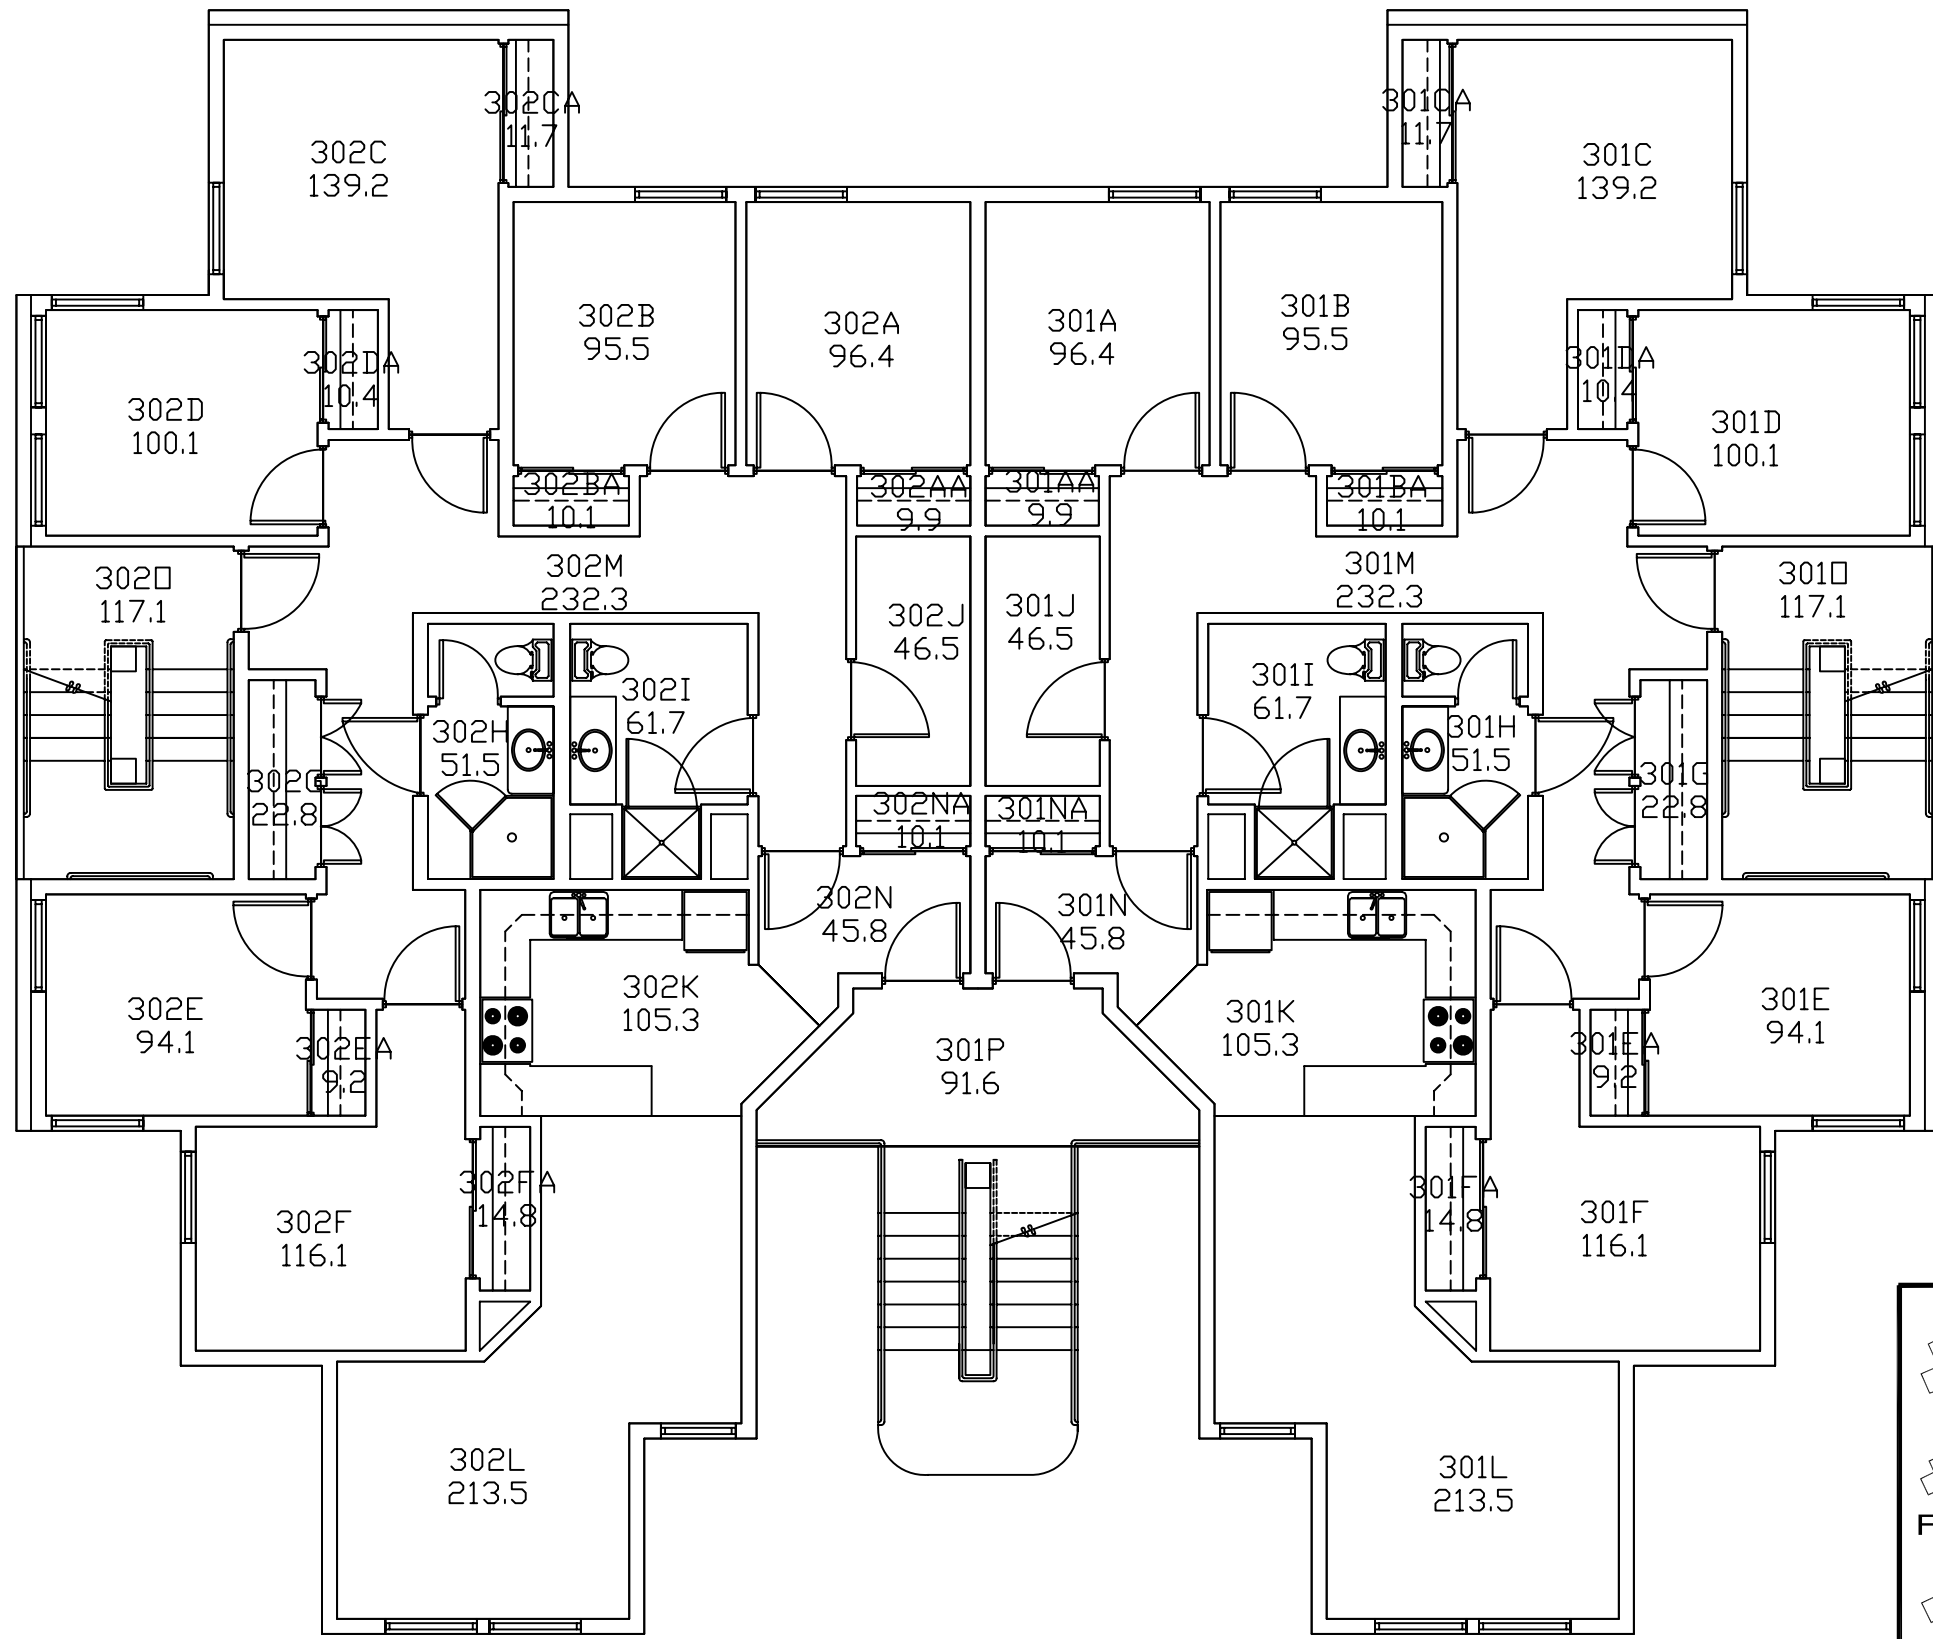 302CA
11.7
301CA
11.7
302C
139.2
301C
139.2
302B
95.5
302A
96.4
301A
96.4
301B
95.5
302DA
10.4
301DA
10.4
302D
100.1
301D
100.1
302BA
10.1
302AA
9.9
301AA
9.9
301BA
10.1
302O
117.1
302M
232.3
301M
232.3
301O
117.1
302J
46.5
301J
46.5
302I
61.7
301I
61.7
302H
51.5
301H
51.5
302G
22.8
301G
22.8
302NA
10.1
301NA
10.1
302N
45.8
301N
45.8
302E
94.1
302K
105.3
301K
105.3
301E
94.1
302EA
9.2
301P
91.6
301EA
9.2
302FA
14.8
301FA
14.8
302F
116.1
301F
116.1
302L
213.5
301L
213.5
F